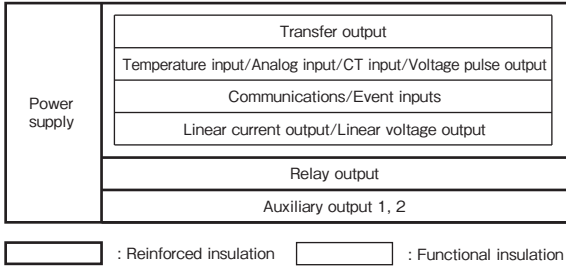 Power
supply
Transfer output
Temperature input/Analog input/CT input/Voltage pulse output
Communications/Event inputs
Linear current output/Linear voltage output
Relay output
Auxiliary output 1, 2
: Reinforced insulation
: Functional insulation